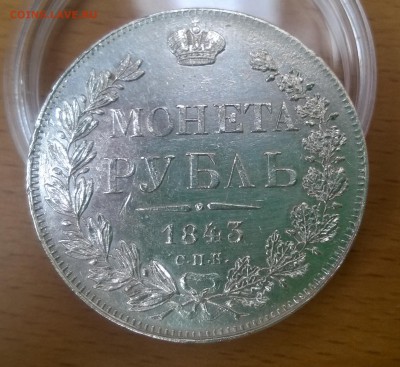 COINS.LAVE.RU
МОНЕТА
РУБЛЬ
1843
С.П.Б.